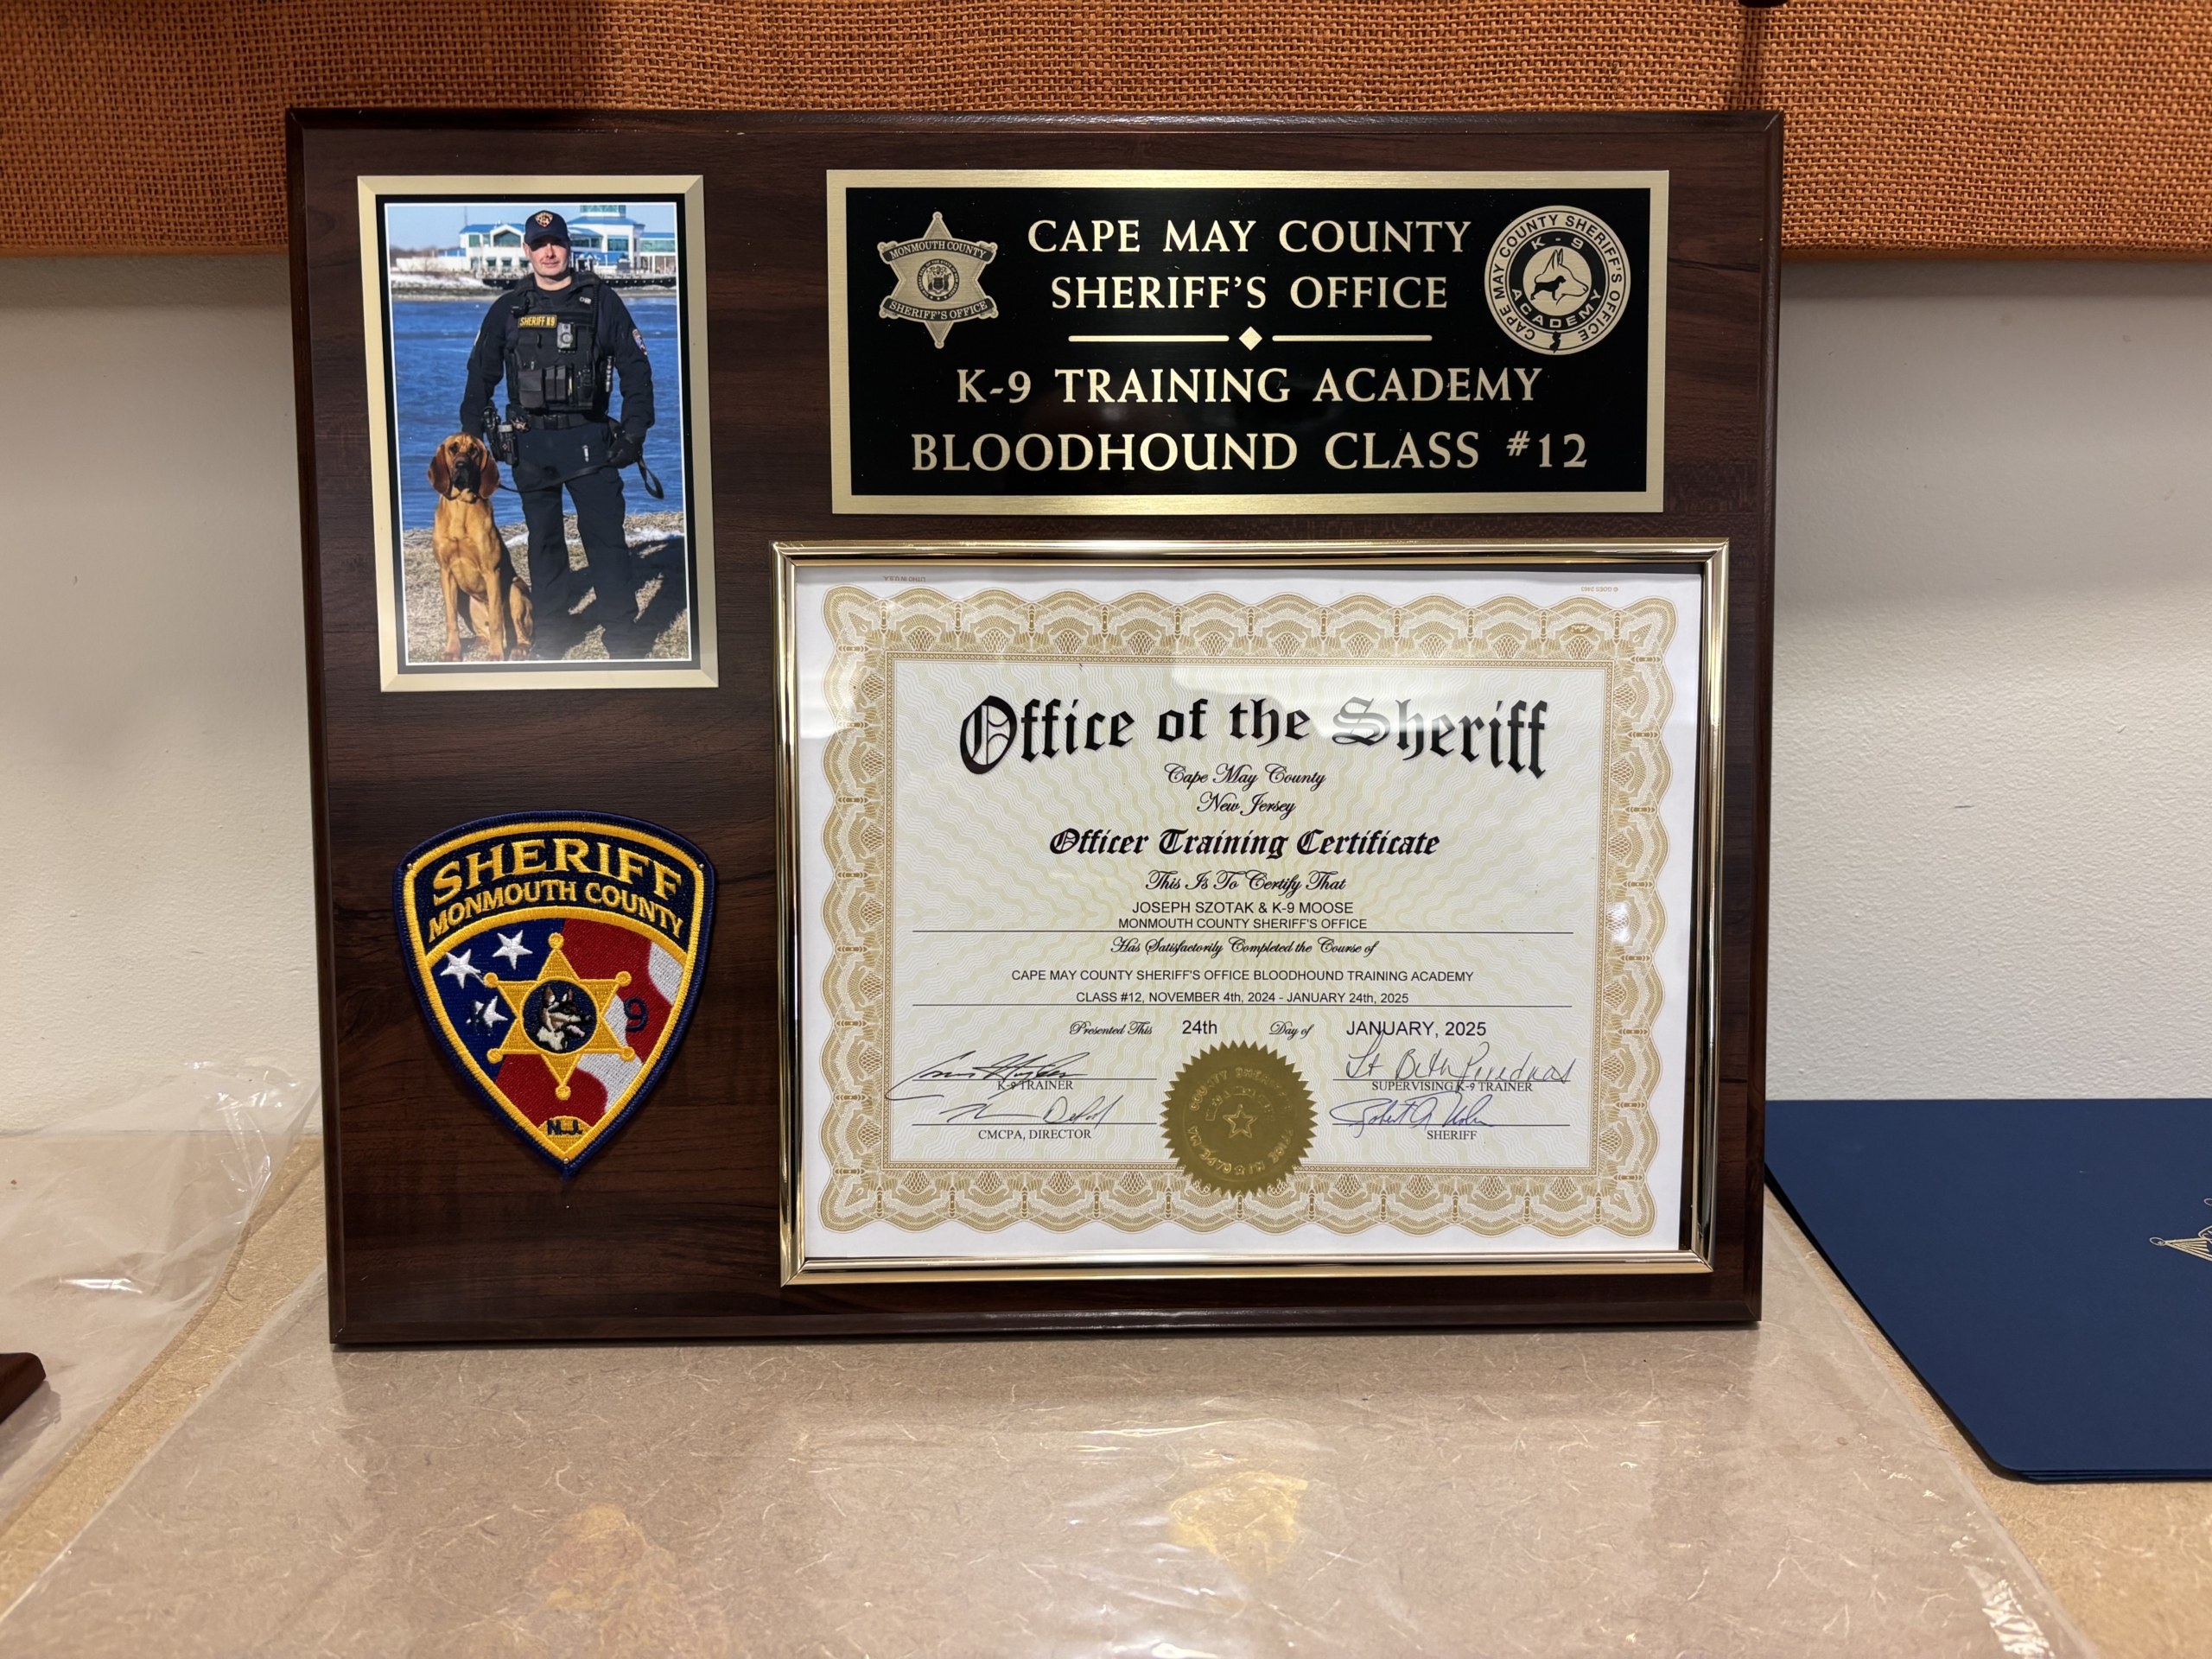 SHERIFF K9
MONMOUTH COUNTY
SHERIFF'S OFFICE
CAPE MAY COUNTY
SHERIFF'S OFFICE
K-9 TRAINING ACADEMY
BLOODHOUND CLASS #12
CAPE MAY COUNTY SHERIFF'S OFFICE
K-9
ACADEMY
LITHO IN U.S.A.
Office of the Sheriff
Cape May County
New Jersey
Officer Training Certificate
This Is To Certify That
JOSEPH SZOTAK & K-9 MOOSE
MONMOUTH COUNTY SHERIFF'S OFFICE
Has Satisfactorily Completed the Course of
CAPE MAY COUNTY SHERIFF'S OFFICE BLOODHOUND TRAINING ACADEMY
CLASS #12, NOVEMBER 4th, 2024 - JANUARY 24th, 2025
Presented This 24th Day of JANUARY, 2025
K-9 TRAINER
SUPERVISING K-9 TRAINER
CMCPA, DIRECTOR
SHERIFF
SHERIFF
MONMOUTH COUNTY
9